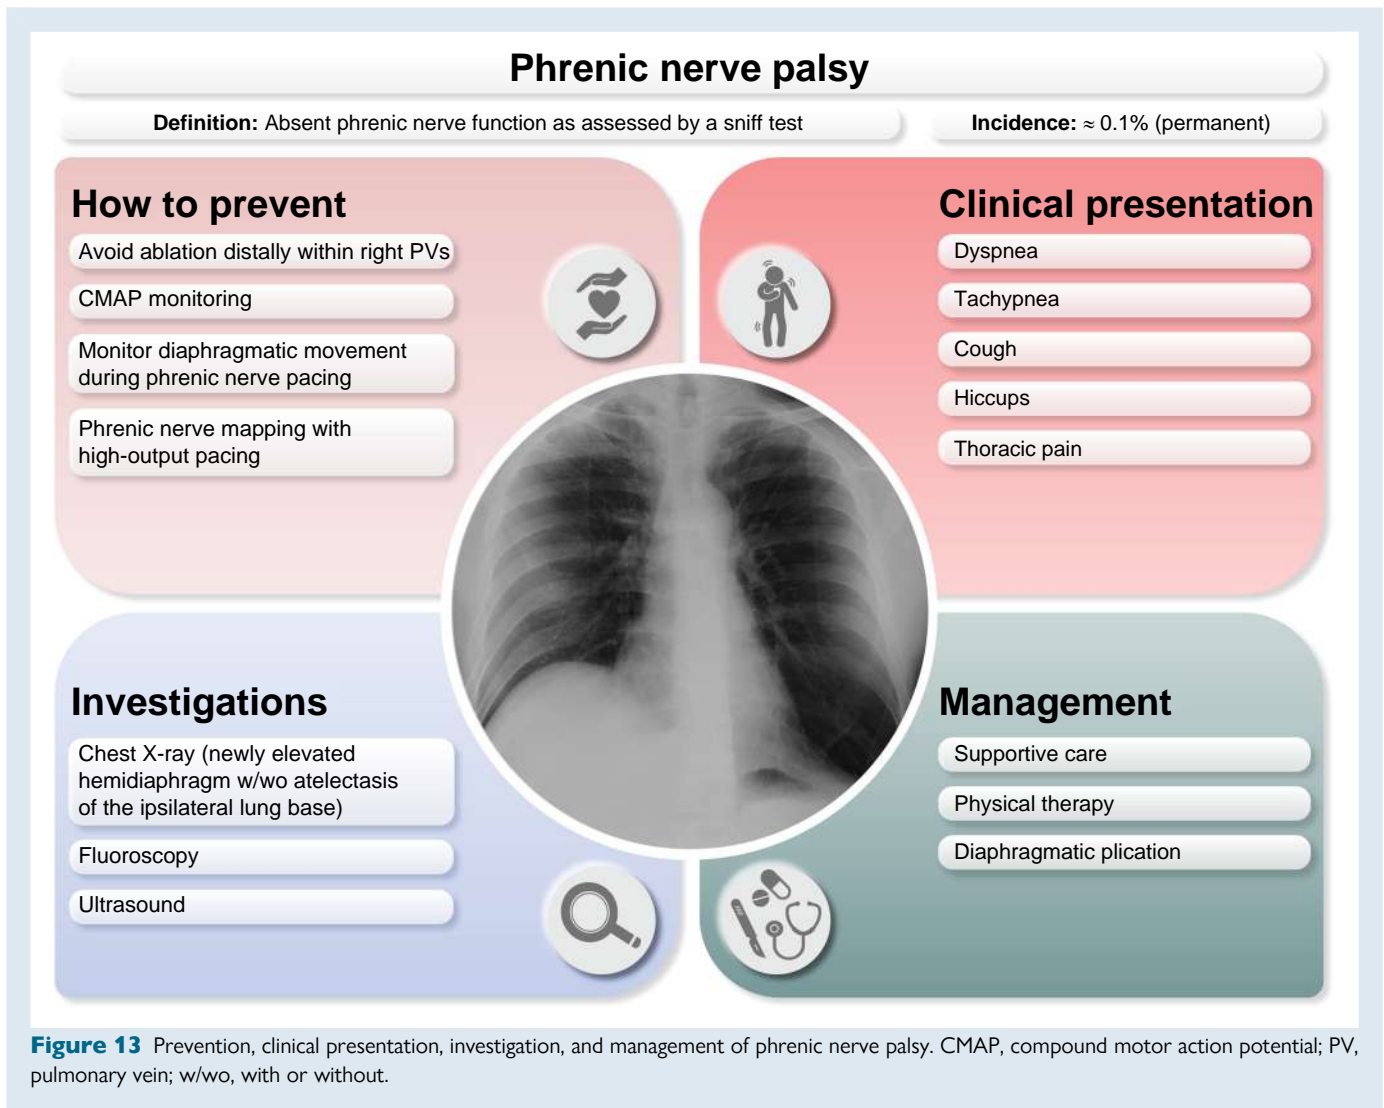 Phrenic nerve palsy
Definition: Absent phrenic nerve function as assessed by a sniff test
Incidence: ≈ 0.1% (permanent)
How to prevent
Avoid ablation distally within right PVs
CMAP monitoring
Monitor diaphragmatic movement
during phrenic nerve pacing
Phrenic nerve mapping with
high-output pacing
Clinical presentation
Dyspnea
Tachypnea
Cough
Hiccups
Thoracic pain
Investigations
Chest X-ray (newly elevated
hemidiaphragm w/wo atelectasis
of the ipsilateral lung base)
Fluoroscopy
Ultrasound
Management
Supportive care
Physical therapy
Diaphragmatic plication
Figure 13 Prevention, clinical presentation, investigation, and management of phrenic nerve palsy. CMAP, compound motor action potential; PV,
pulmonary vein; w/wo, with or without.